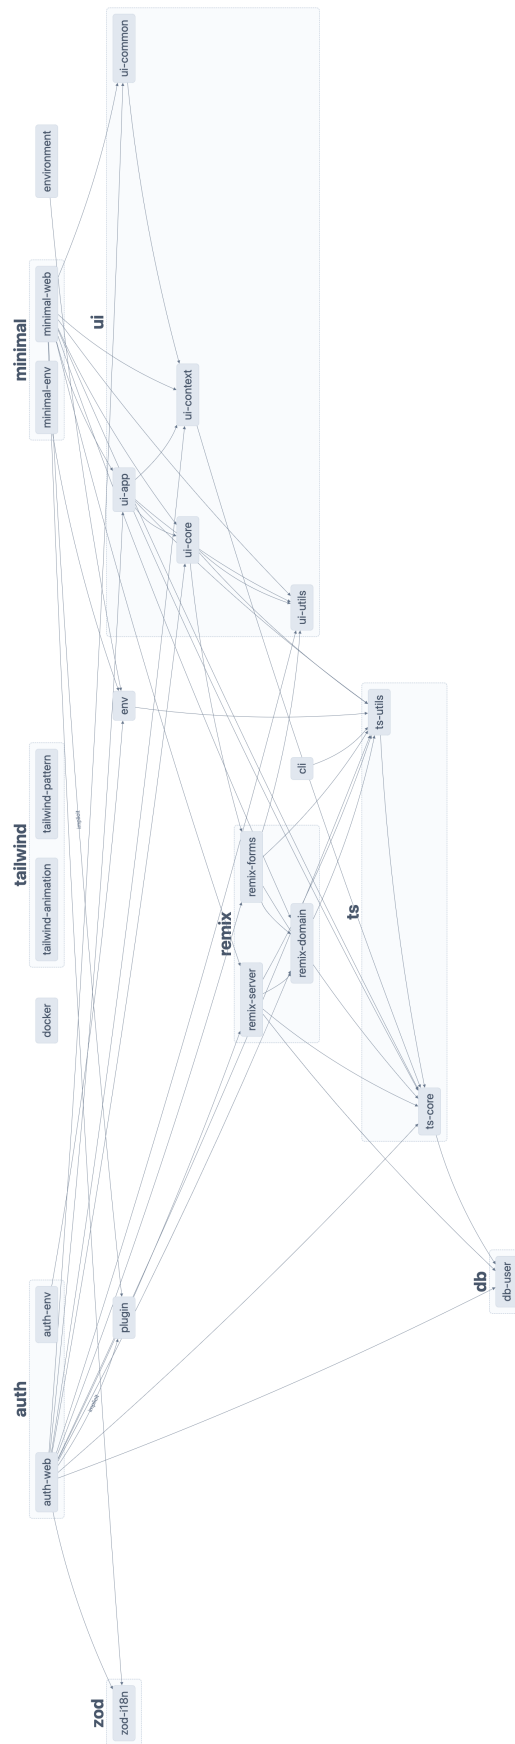 zod
zod-i18n
auth
auth-web
auth-env
docker
tailwind
tailwind-animation
tailwind-pattern
minimal
minimal-env
minimal-web
environment
plugin
implicit
implicit
env
ui
ui-app
ui-common
ui-core
ui-context
remix
remix-server
remix-forms
remix-domain
cli
ui-utils
ts
ts-utils
ts-core
db
db-user